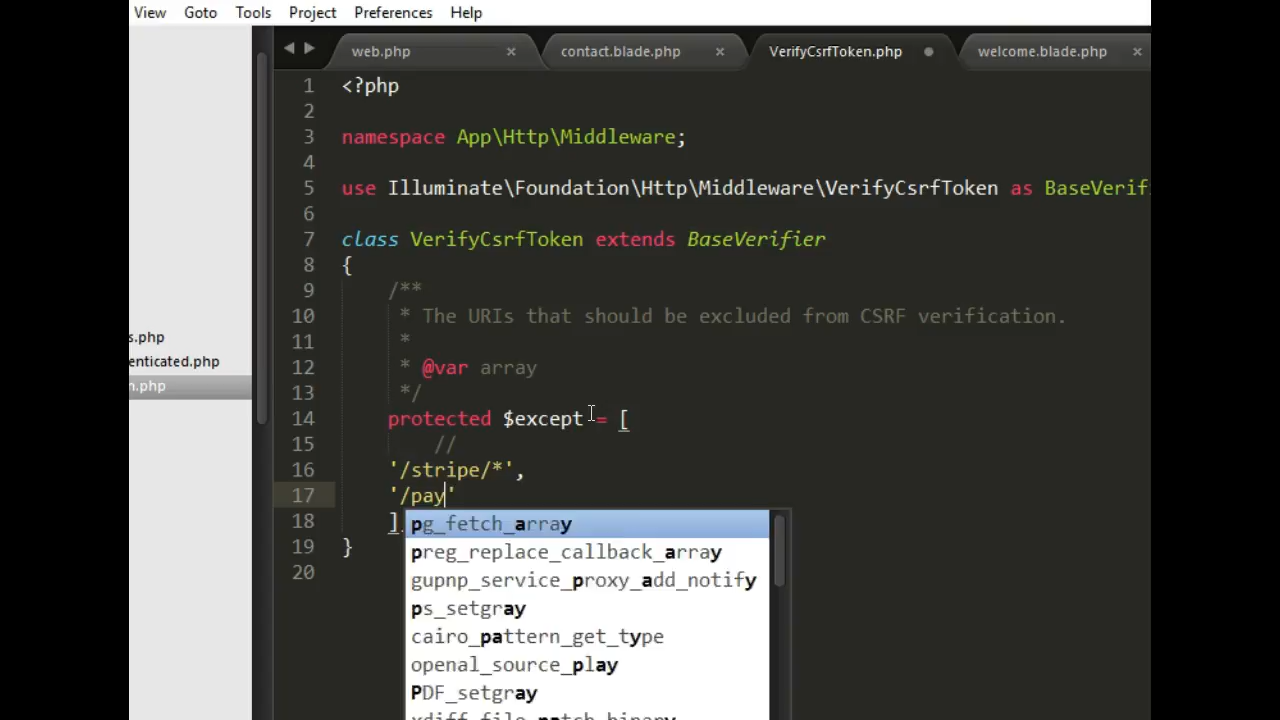 View Goto Tools Project Preferences Help
web.php × contact.blade.php × VerifyCsrfToken.php welcome.blade.php ×
s.php
enticated.php
n.php
1 <?php
2
3 namespace App\Http\Middleware;
4
5 use Illuminate\Foundation\Http\Middleware\VerifyCsrfToken as BaseVerif
6
7 class VerifyCsrfToken extends BaseVerifier
8 {
9 /**
10 * The URIs that should be excluded from CSRF verification.
11 *
12 * @var array
13 */
14 protected $except = [
15 //
16 '/stripe/*',
17 '/pay'
18 ]
19 }
20
pg_fetch_array
preg_replace_callback_array
gupnp_service_proxy_add_notify
ps_setgray
cairo_pattern_get_type
openal_source_play
PDF_setgray
xdiff_file_patch_binary